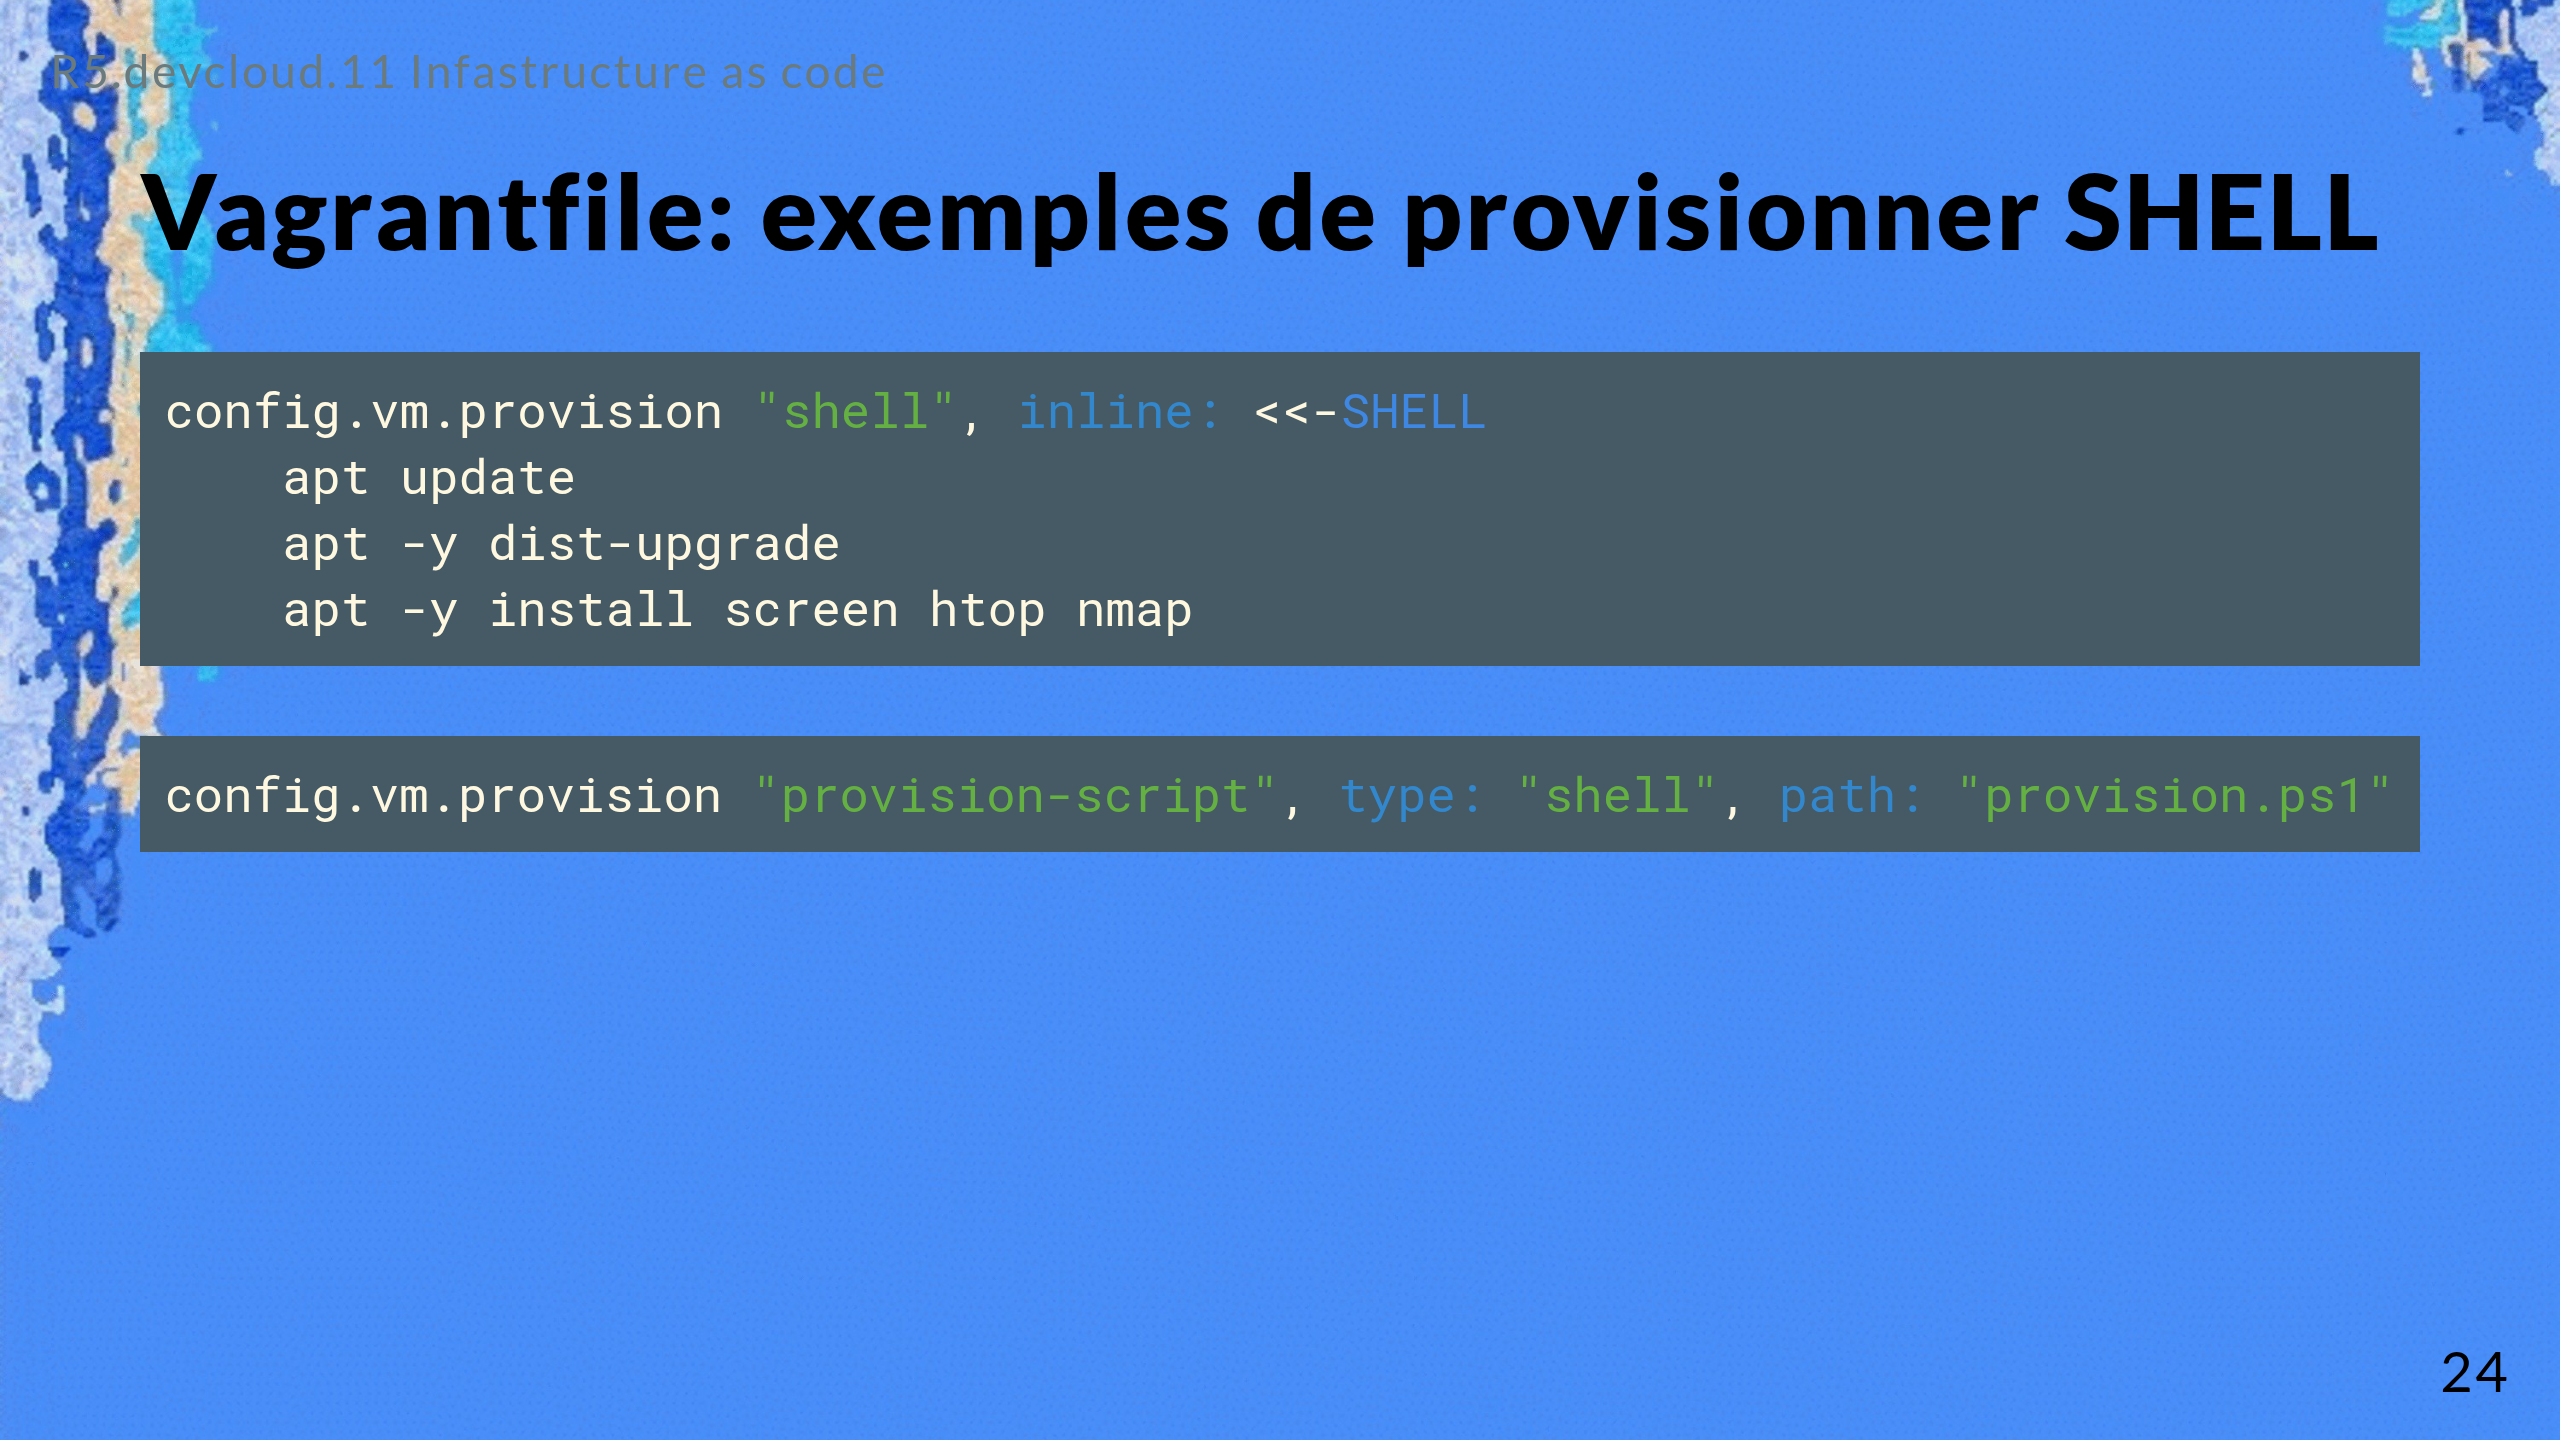 R5.devcloud.11 Infastructure as code
Vagrantfile: exemples de provisionner SHELL
config.vm.provision "shell", inline: <<-SHELL
    apt update
    apt -y dist-upgrade
    apt -y install screen htop nmap
config.vm.provision "provision-script", type: "shell", path: "provision.ps1"
24